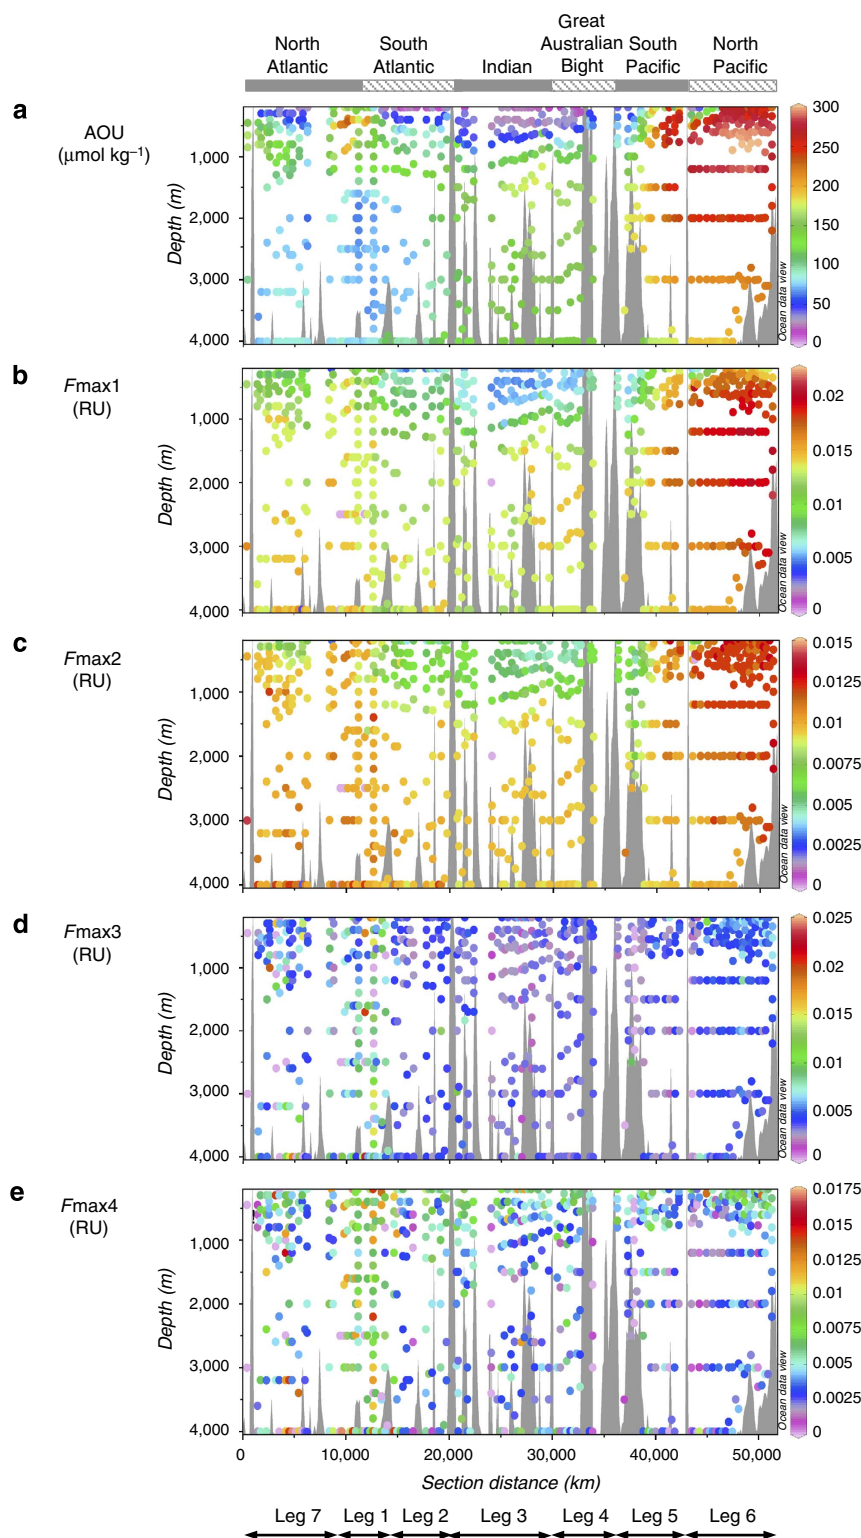 Great
North South Australian South North
Atlantic Atlantic Indian Bight Pacific Pacific
a
AOU
(μmol kg–1)
Depth (m)
1,000
2,000
3,000
4,000
300
250
200
150
100
50
0
Ocean data view
b
Fmax1
(RU)
Depth (m)
1,000
2,000
3,000
4,000
0.02
0.015
0.01
0.005
0
Ocean data view
c
Fmax2
(RU)
Depth (m)
1,000
2,000
3,000
4,000
0.015
0.0125
0.01
0.0075
0.005
0.0025
0
Ocean data view
d
Fmax3
(RU)
Depth (m)
1,000
2,000
3,000
4,000
0.025
0.02
0.015
0.01
0.005
0
Ocean data view
e
Fmax4
(RU)
Depth (m)
1,000
2,000
3,000
4,000
0.0175
0.015
0.0125
0.01
0.0075
0.005
0.0025
0
Ocean data view
0 10,000 20,000 30,000 40,000 50,000
Section distance (km)
Leg 7 Leg 1 Leg 2 Leg 3 Leg 4 Leg 5 Leg 6